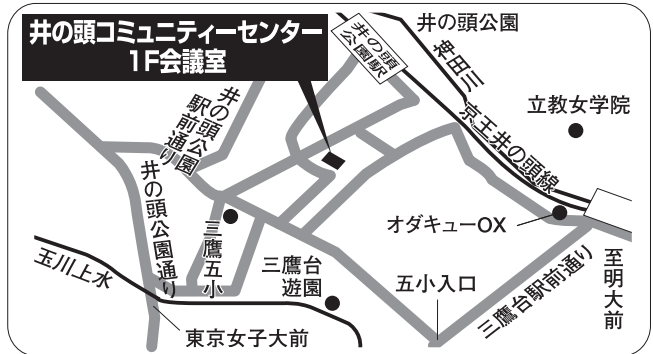 井の頭コミュニティーセンター
1F会議室
井の頭
公園駅
井の頭公園
神田川
立教女学院
京王井の頭線
井の頭公園
駅前通り
井の頭公園通り
三鷹五小
オダキューOX
至明大前
三鷹台
遊園
五小入口
三鷹台駅前通り
玉川上水
東京女子大前